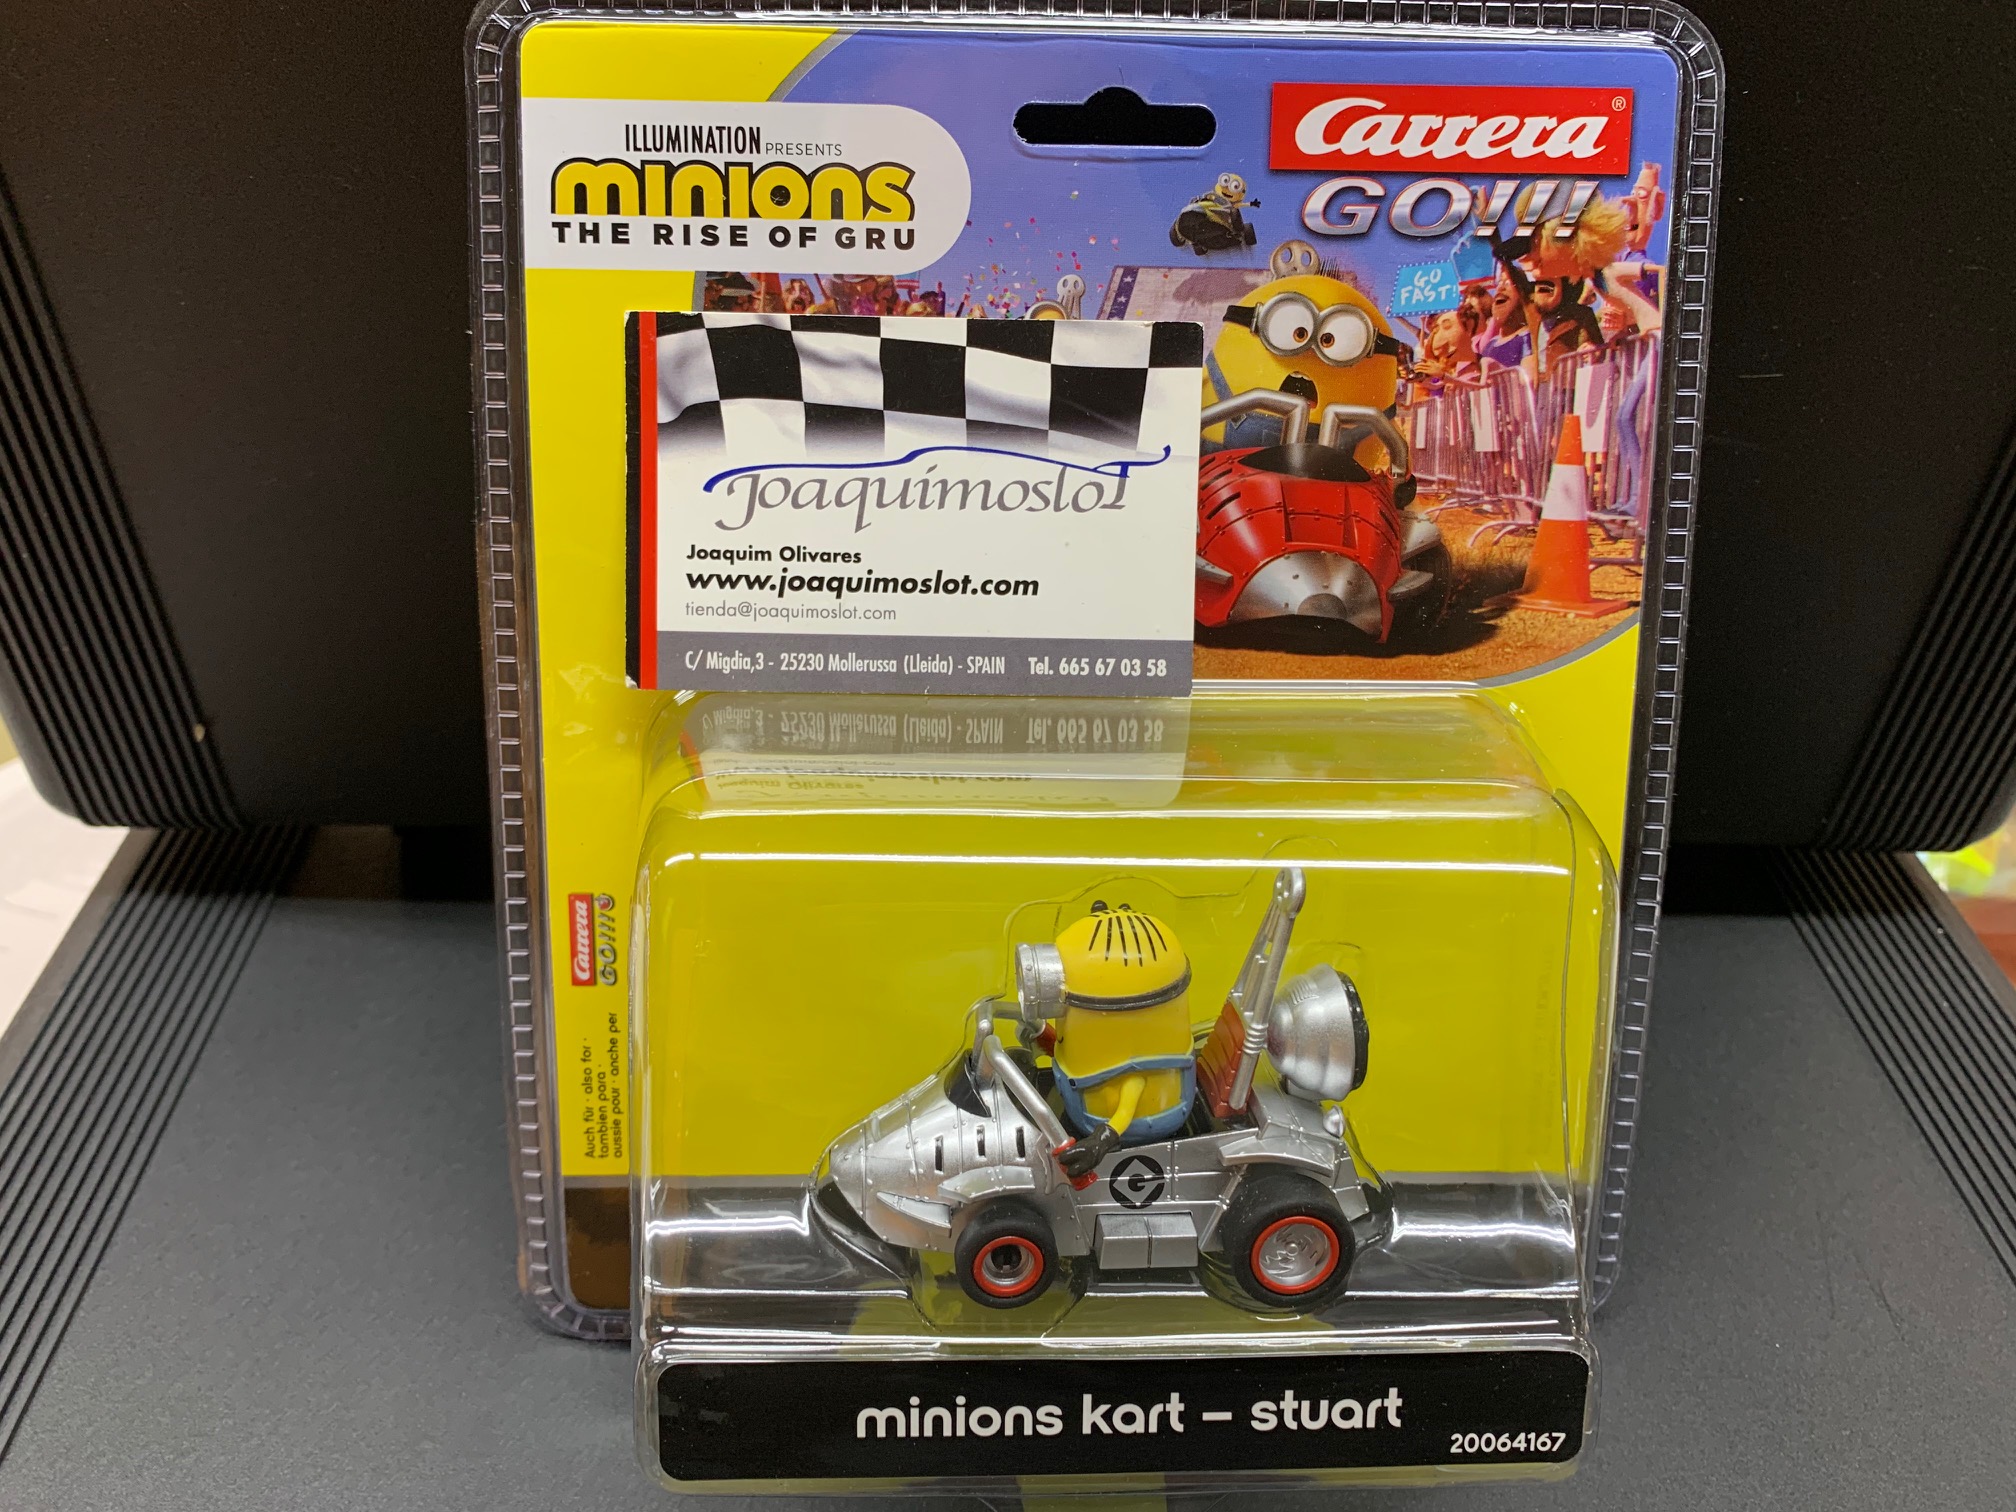 ILLUMINATION PRESENTS
minions
THE RISE OF GRU
Carrera®
GO!!!
GO
FAST!
Joaquimoslot
Joaquim Olivares
www.joaquimoslot.com
tienda@joaquimoslot.com
C/ Migdia,3 - 25230 Mollerussa (Lleida) - SPAIN Tel. 665 67 03 58
Carrera
GO!!!
Auch für · also for ·
tambien para ·
aussie pour · anche per
G
minions kart – stuart
20064167